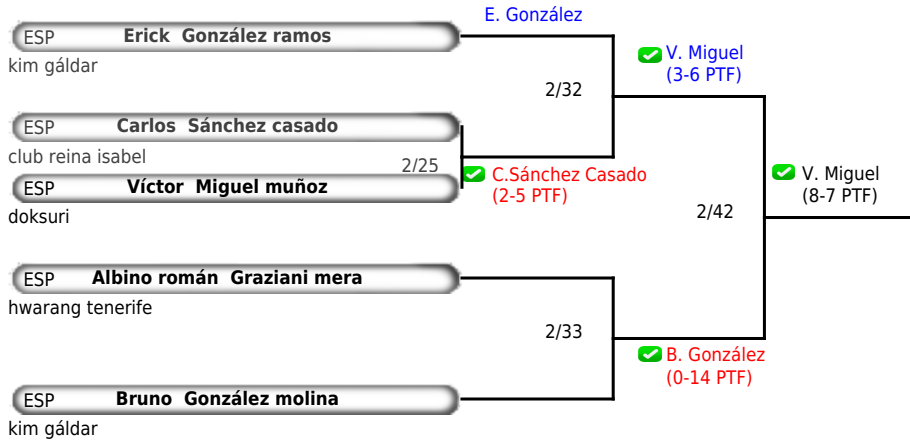 E. González
ESP Erick González ramos
kim gáldar
V. Miguel
(3-6 PTF)
2/32
ESP Carlos Sánchez casado
club reina isabel
2/25
C.Sánchez Casado
(2-5 PTF)
ESP Víctor Miguel muñoz
doksuri
V. Miguel
(8-7 PTF)
2/42
ESP Albino román Graziani mera
hwarang tenerife
2/33
B. González
(0-14 PTF)
ESP Bruno González molina
kim gáldar